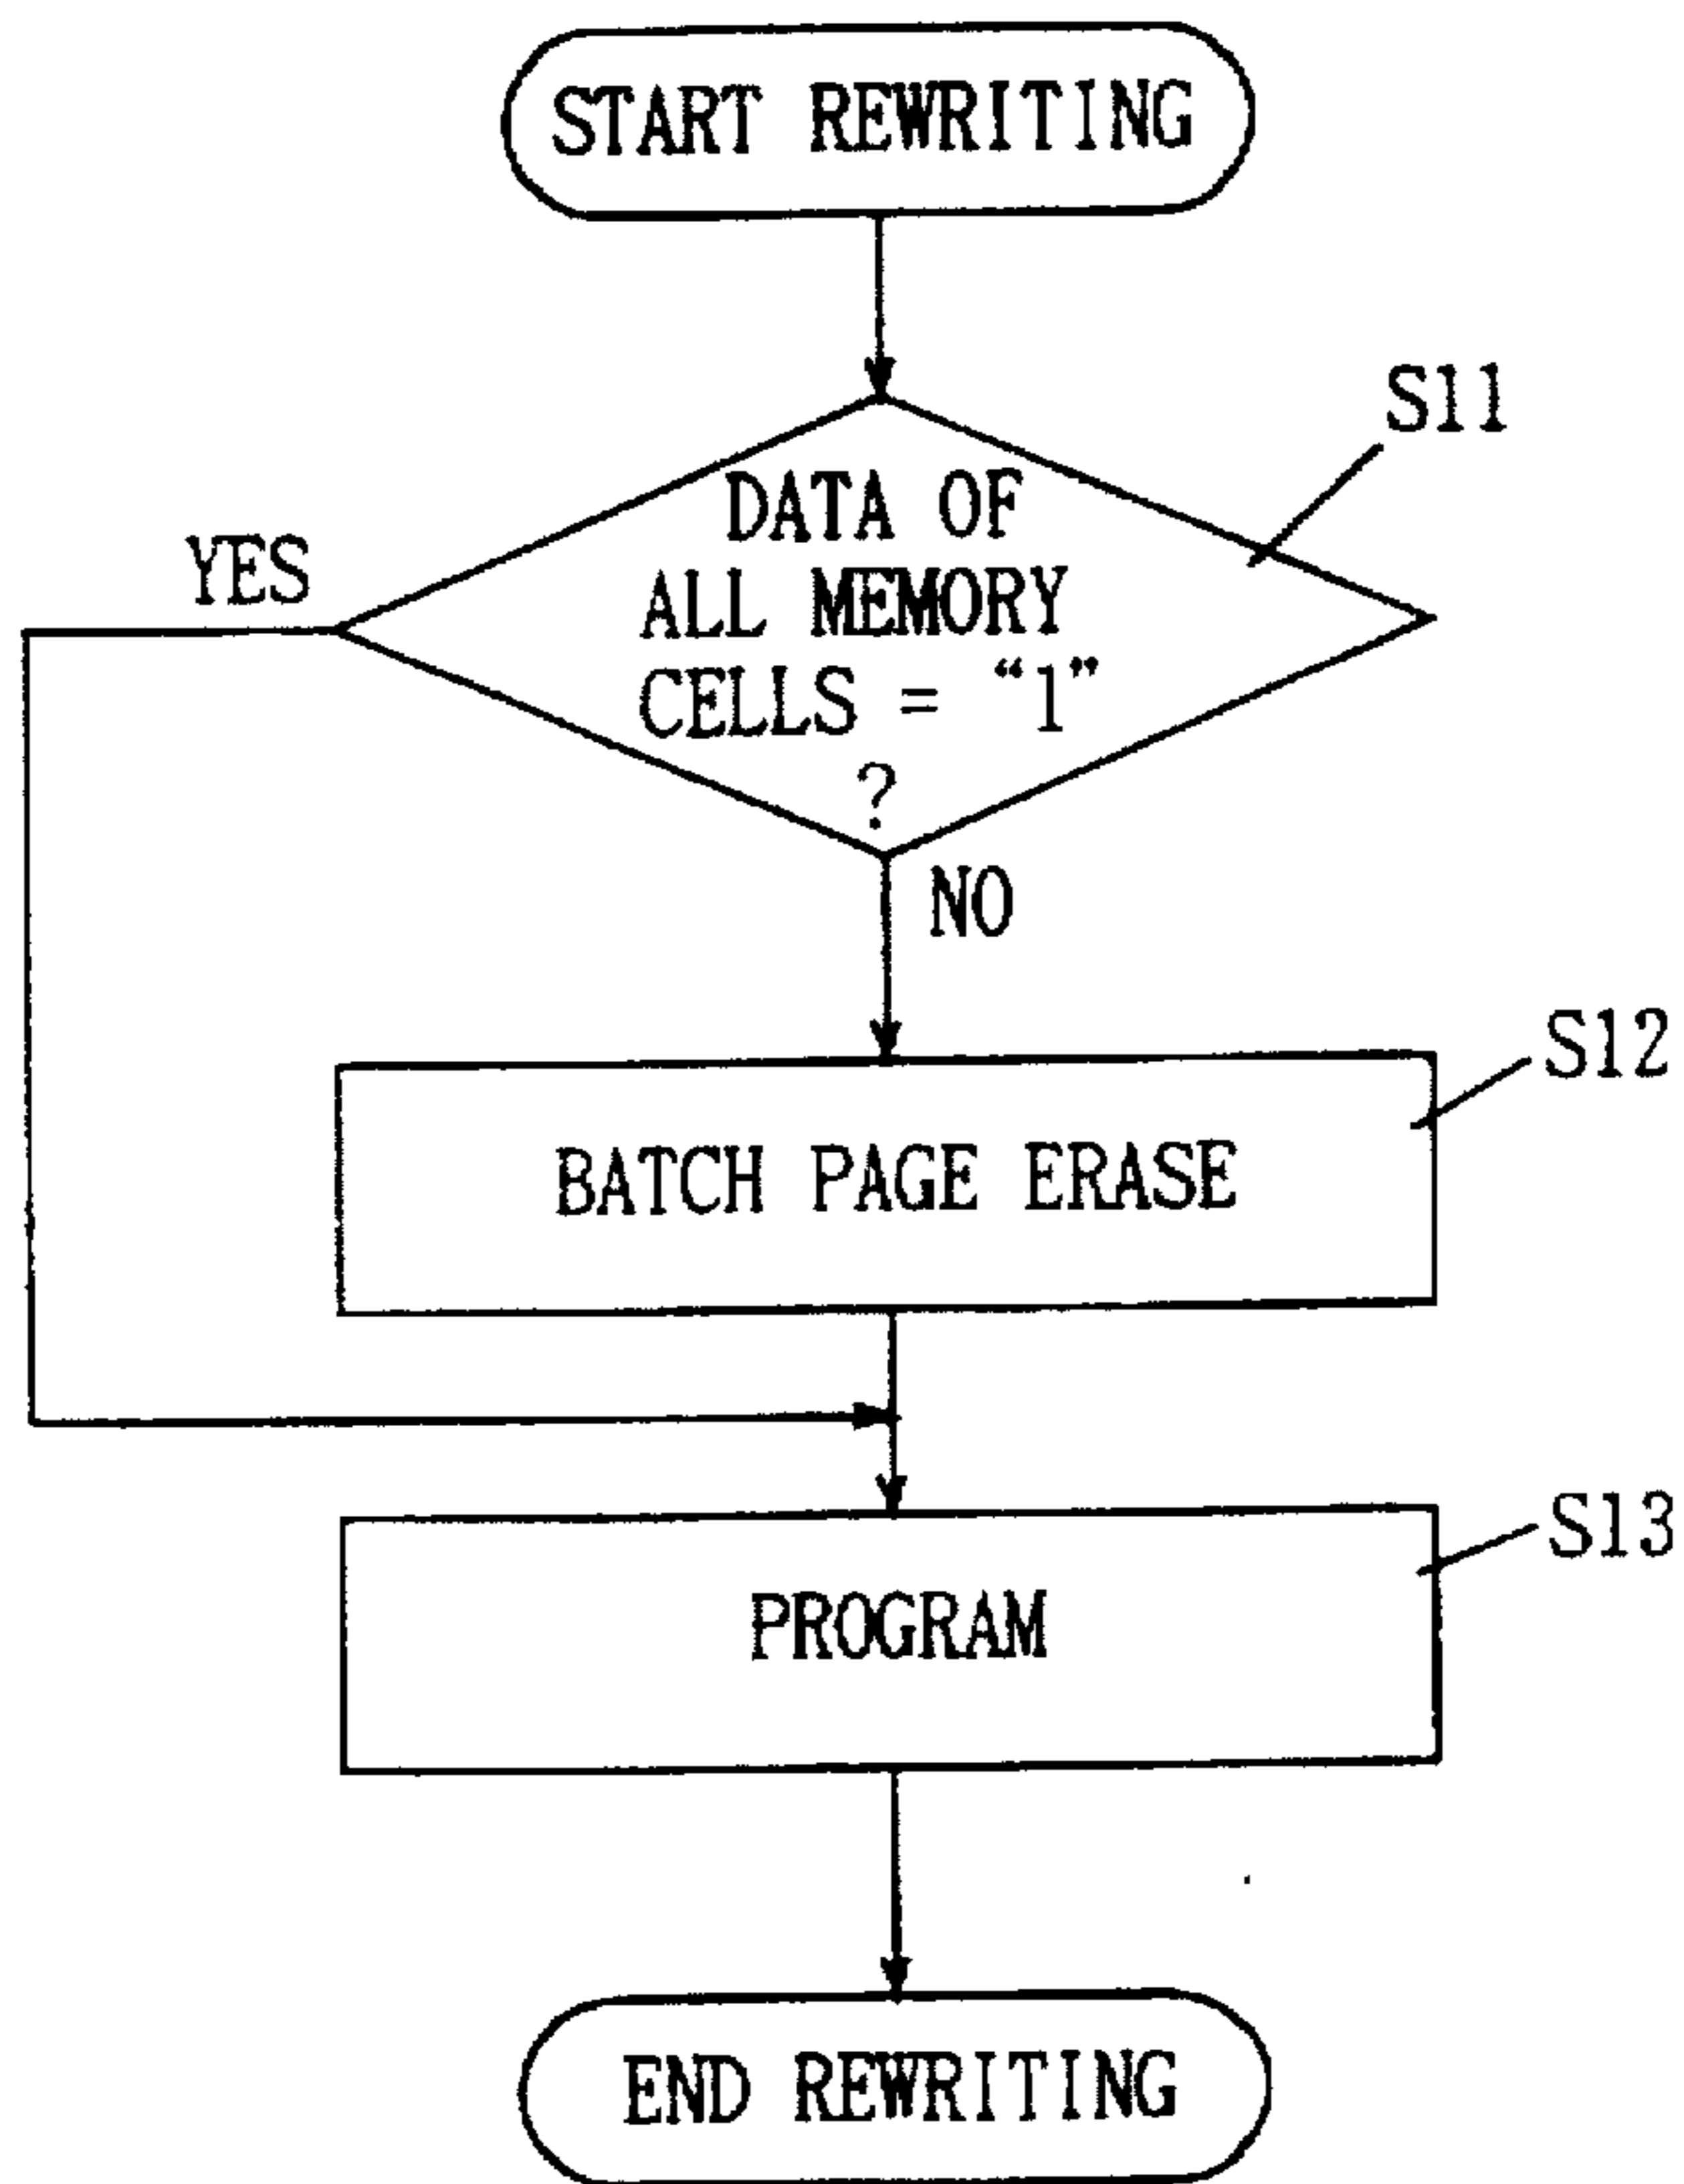 START REWRITING
S11
DATA OF
ALL MEMORY
CELLS = “1”
?
YES
NO
S12
BATCH PAGE ERASE
S13
PROGRAM
END REWRITING